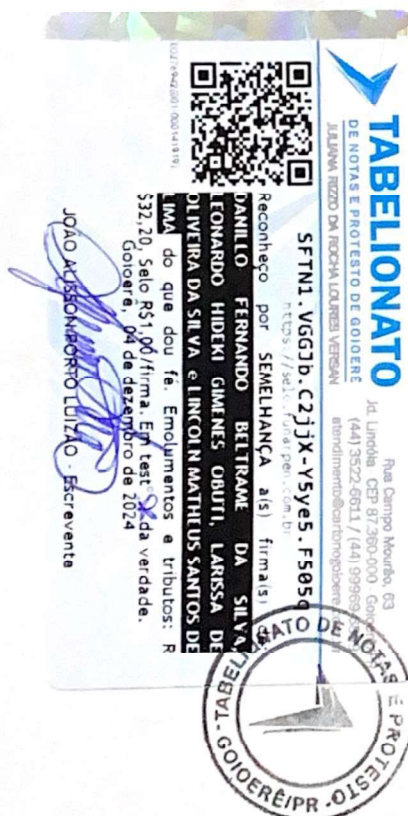 TABELIONATO
DE NOTAS E PROTESTO DE GOIOERÊ
JULIANA RIZZO DA ROCHA LOURES VERSAN
Rua Campo Mourão, 63
Jd. Lindóia CEP 87.360-000
(44) 3522-6611 / (44)
SFTN1.VGGJb.C2jjX-Y5ye5.F505q
https://selo.funarpen.com.br
Reconheço por SEMELHANÇA a(s) firma(s)
DANILLO FERNANDO BELTRAME DA SILVA,
LEONARDO HIDEKI GIMENES OBUTI, LARISSA DE
OLIVEIRA DA SILVA e LINCOLN MATHEUS SANTOS DE
LIMA do que dou fé. Emolumentos e tributos: R
$32,20, Selo R$1,00/firma. Em test da verdade.
Goioerê, 04 de dezembro de 2024
JOÃO ALISSON PORTO LUIZÃO - Escrevente
TABELIONATO DE NOTAS E PROTESTO - GOIOERÊ/PR -